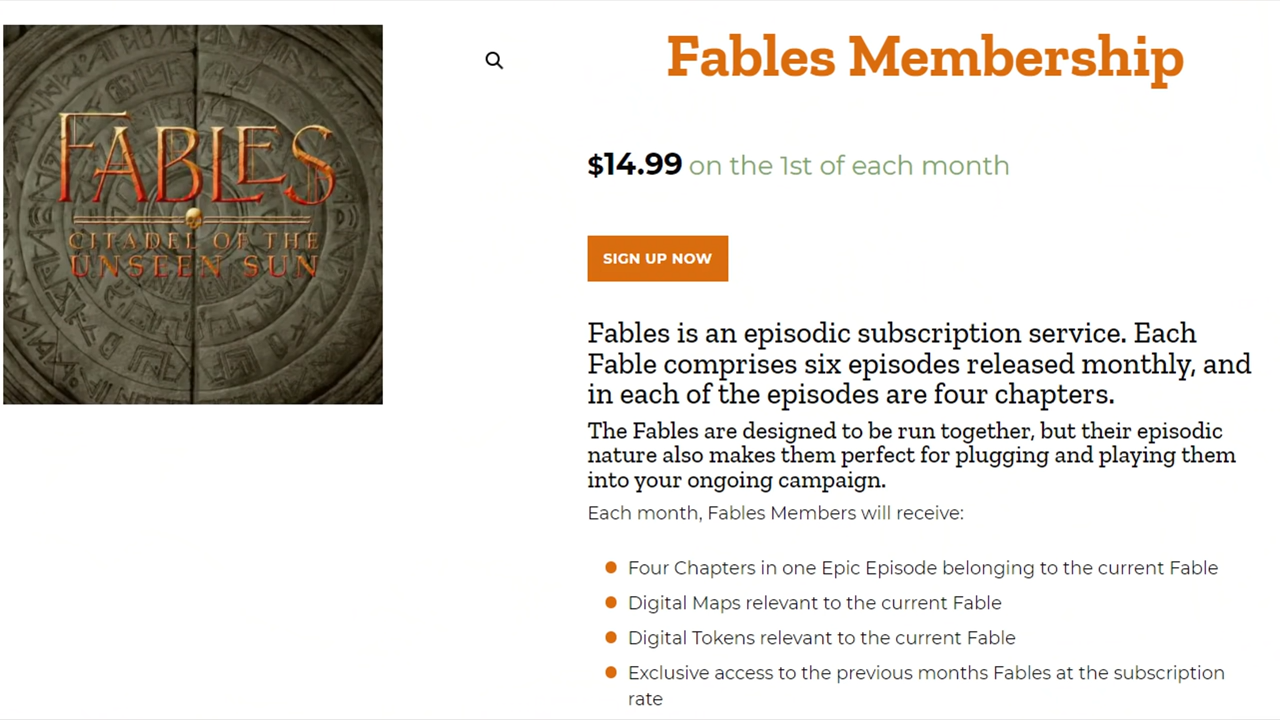 FABLES
CITADEL OF THE
UNSEEN SUN
Fables Membership
$14.99 on the 1st of each month
SIGN UP NOW
Fables is an episodic subscription service. Each
Fable comprises six episodes released monthly, and
in each of the episodes are four chapters.
The Fables are designed to be run together, but their episodic
nature also makes them perfect for plugging and playing them
into your ongoing campaign.
Each month, Fables Members will receive:
Four Chapters in one Epic Episode belonging to the current Fable
Digital Maps relevant to the current Fable
Digital Tokens relevant to the current Fable
Exclusive access to the previous months Fables at the subscription
rate